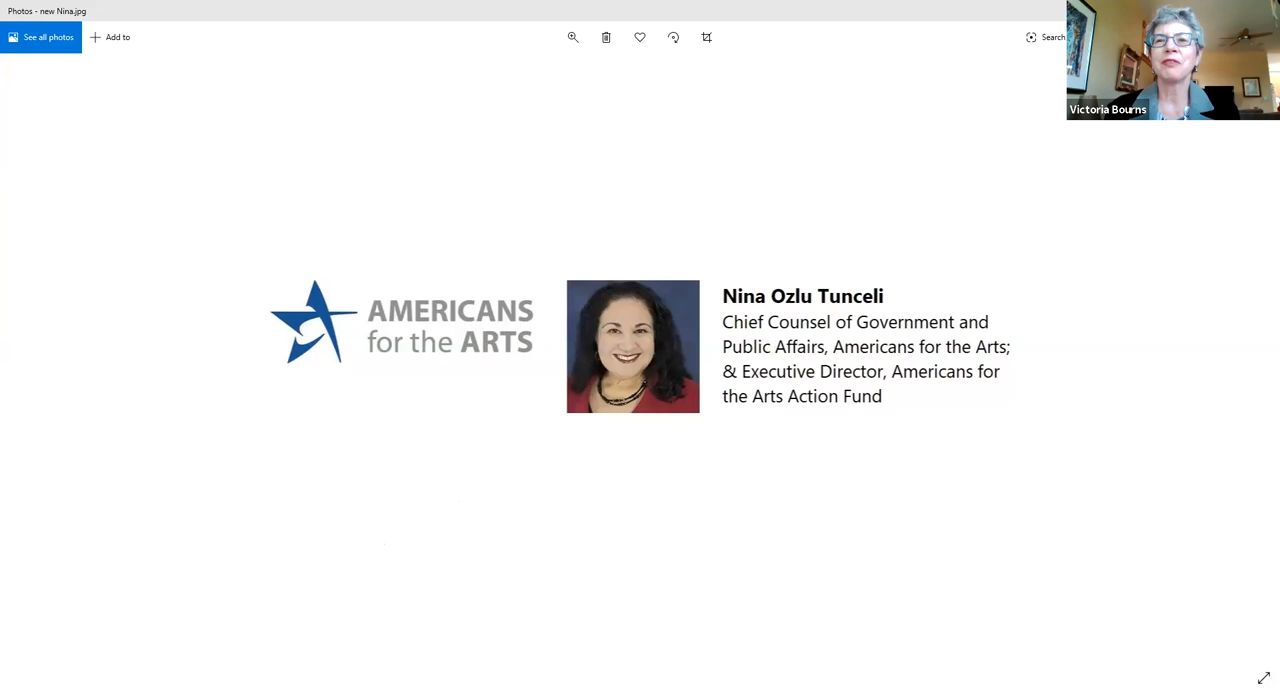 Photos - new Nina.jpg
See all photos
Add to
Search
Victoria Bourns
AMERICANS
for the ARTS
Nina Ozlu Tunceli
Chief Counsel of Government and
Public Affairs, Americans for the Arts;
& Executive Director, Americans for
the Arts Action Fund